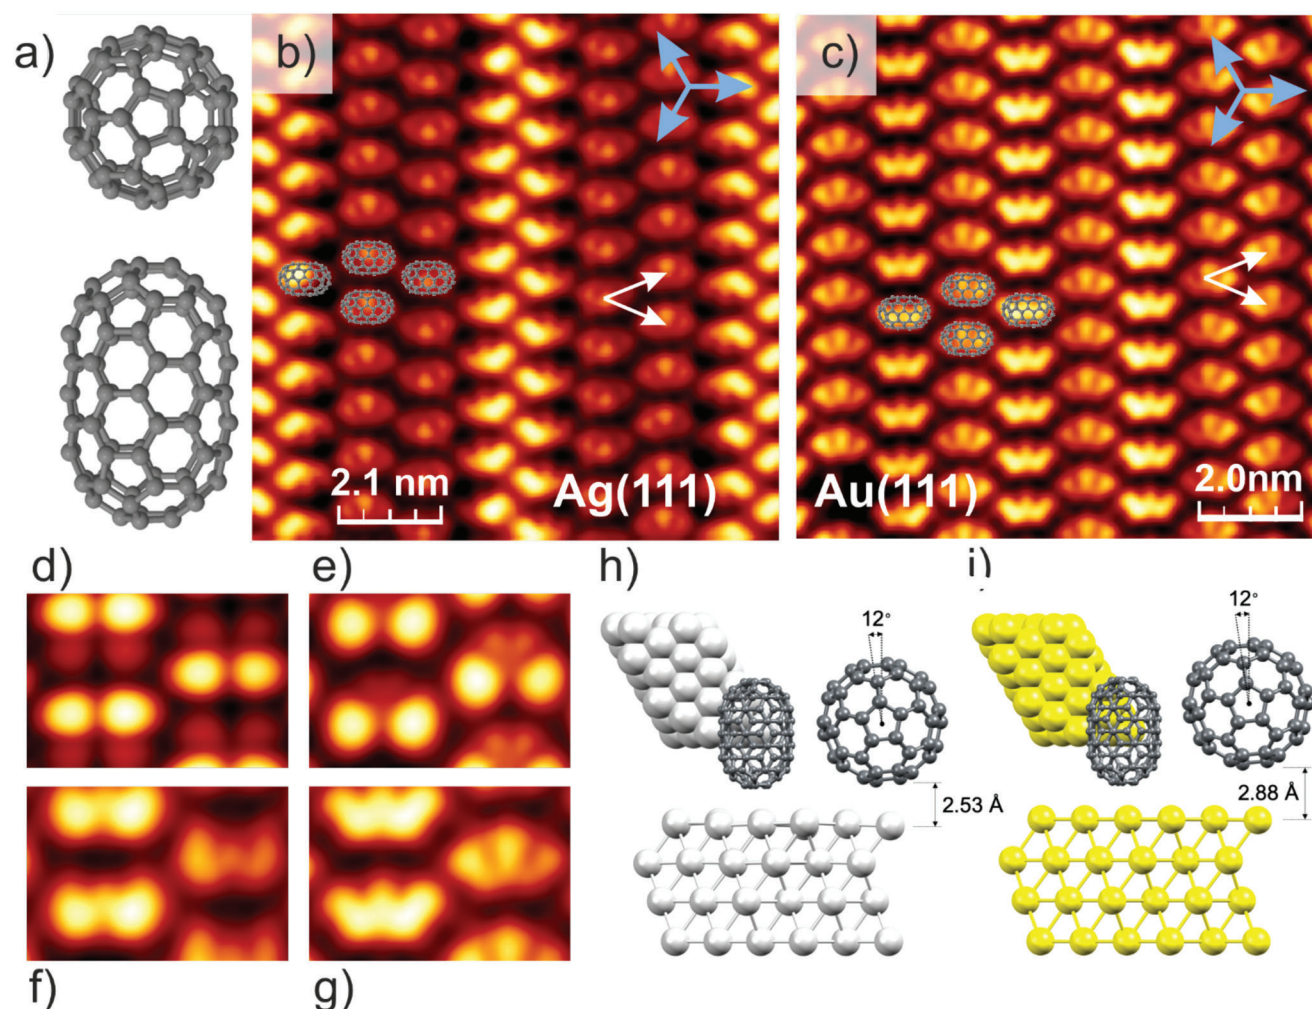 a)
b)
c)
2.1 nm
Ag(111)
Au(111)
2.0nm
d)
e)
h)
i)
12°
12°
2.53 Å
2.88 Å
f)
g)